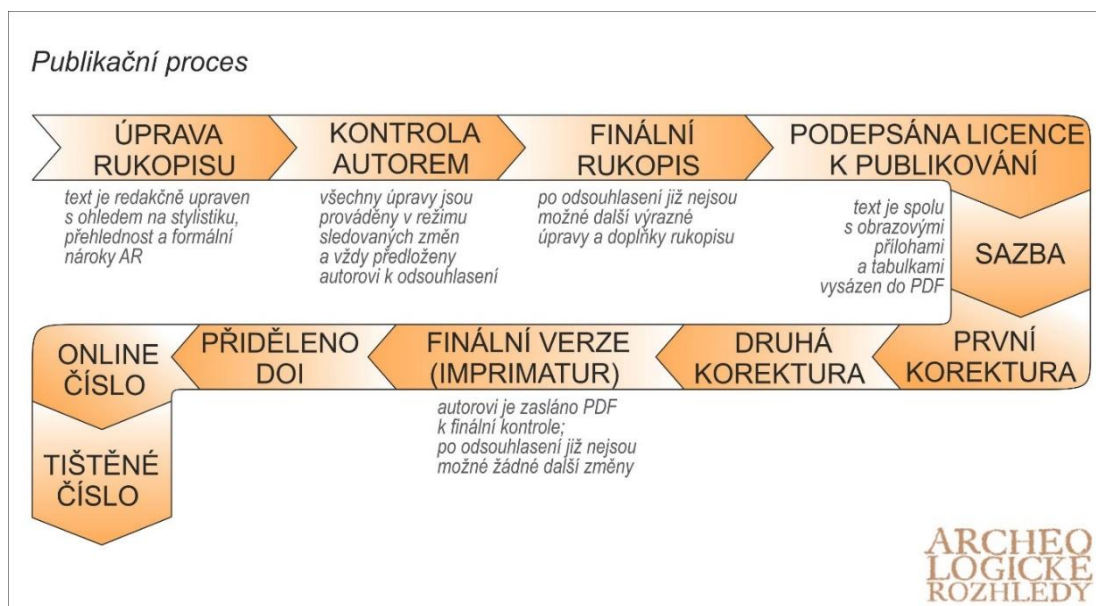 Publikační proces
ÚPRAVA
RUKOPISU
text je redakčně upraven
s ohledem na stylistiku,
přehlednost a formální
nároky AR
KONTROLA
AUTOREM
všechny úpravy jsou
prováděny v režimu
sledovaných změn
a vždy předloženy
autorovi k odsouhlasení
FINÁLNÍ
RUKOPIS
po odsouhlasení již nejsou
možné další výrazné
úpravy a doplňky rukopisu
PODEPSÁNA LICENCE
K PUBLIKOVÁNÍ
SAZBA
text je spolu
s obrazovými
přílohami
a tabulkami
vysázen do PDF
PRVNÍ
KOREKTURA
DRUHÁ
KOREKTURA
FINÁLNÍ VERZE
(IMPRIMATUR)
autorovi je zasláno PDF
k finální kontrole;
po odsouhlasení již nejsou
možné žádné další změny
PŘIDĚLENO
DOI
ONLINE
ČÍSLO
TIŠTĚNÉ
ČÍSLO
ARCHEO
LOGICKE
ROZHLEDY